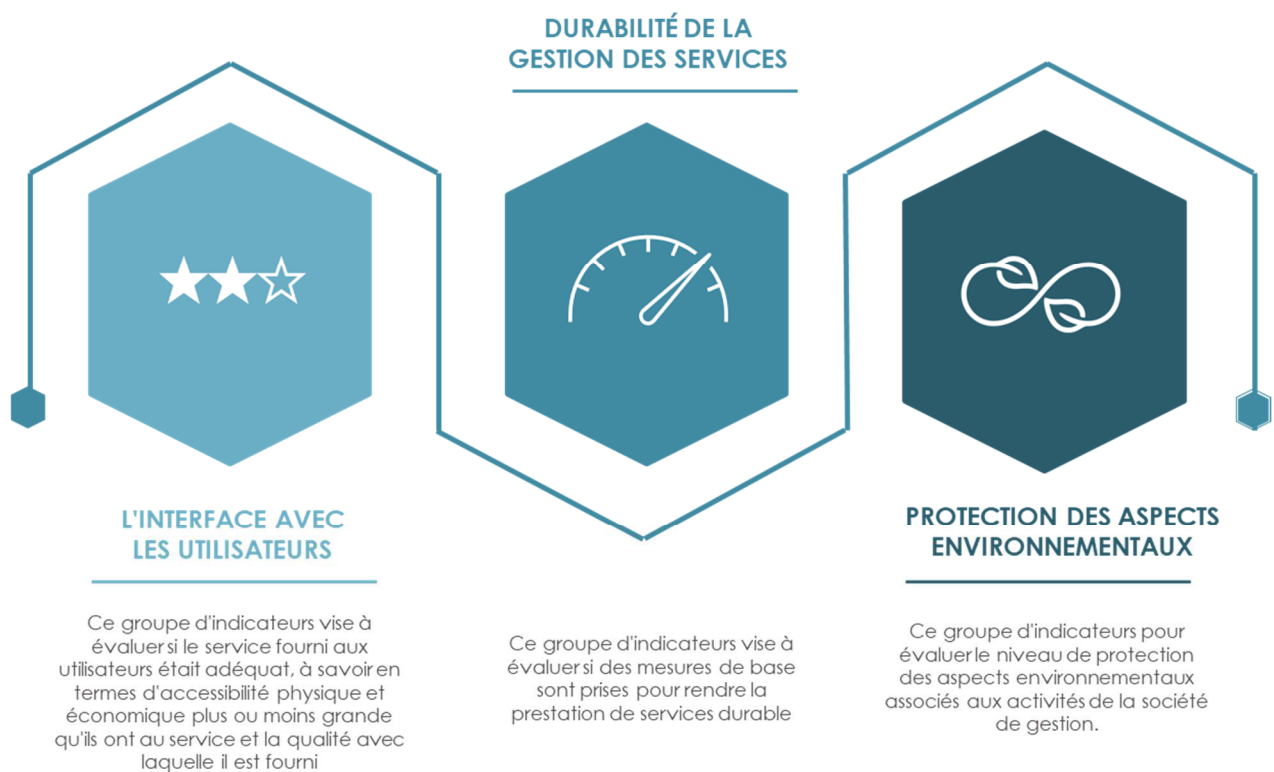 DURABILITÉ DE LA
GESTION DES SERVICES
L'INTERFACE AVEC
LES UTILISATEURS
Ce groupe d'indicateurs vise à
évaluer si le service fourni aux
utilisateurs était adéquat, à savoir en
termes d'accessibilité physique et
économique plus ou moins grande
qu'ils ont au service et la qualité avec
laquelle il est fourni
Ce groupe d'indicateurs vise à
évaluer si des mesures de base
sont prises pour rendre la
prestation de services durable
PROTECTION DES ASPECTS
ENVIRONNEMENTAUX
Ce groupe d'indicateurs pour
évaluer le niveau de protection
des aspects environnementaux
associés aux activités de la société
de gestion.